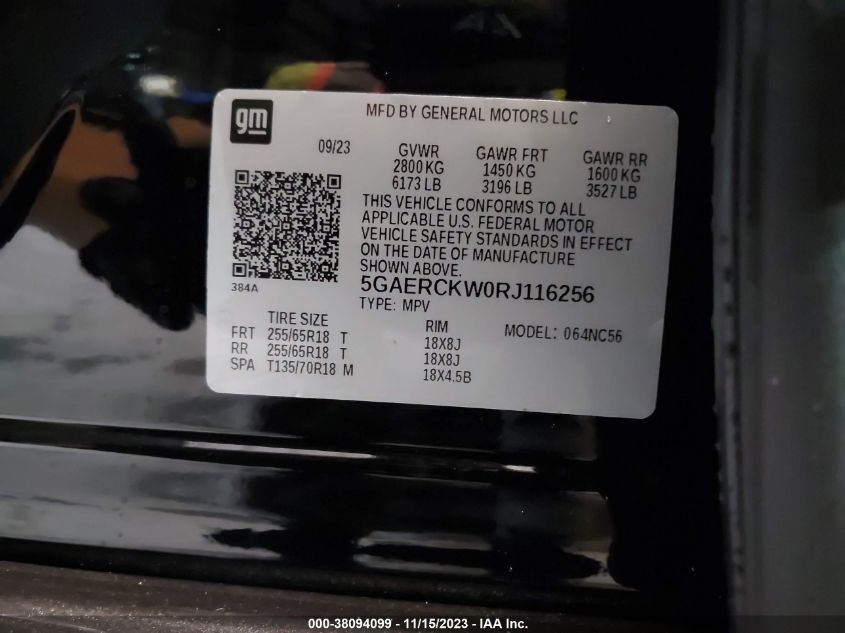 gm
MFD BY GENERAL MOTORS LLC
09/23
GVWR GAWR FRT GAWR RR
2800 KG 1450 KG 1600 KG
6173 LB 3196 LB 3527 LB
THIS VEHICLE CONFORMS TO ALL
APPLICABLE U.S. FEDERAL MOTOR
VEHICLE SAFETY STANDARDS IN EFFECT
ON THE DATE OF MANUFACTURE
SHOWN ABOVE.
384A
5GAERCKW0RJ116256
TYPE: MPV
TIRE SIZE RIM MODEL: 064NC56
FRT 255/65R18 T 18X8J
RR 255/65R18 T 18X8J
SPA T135/70R18 M 18X4.5B
000-38094099 - 11/15/2023 - IAA Inc.